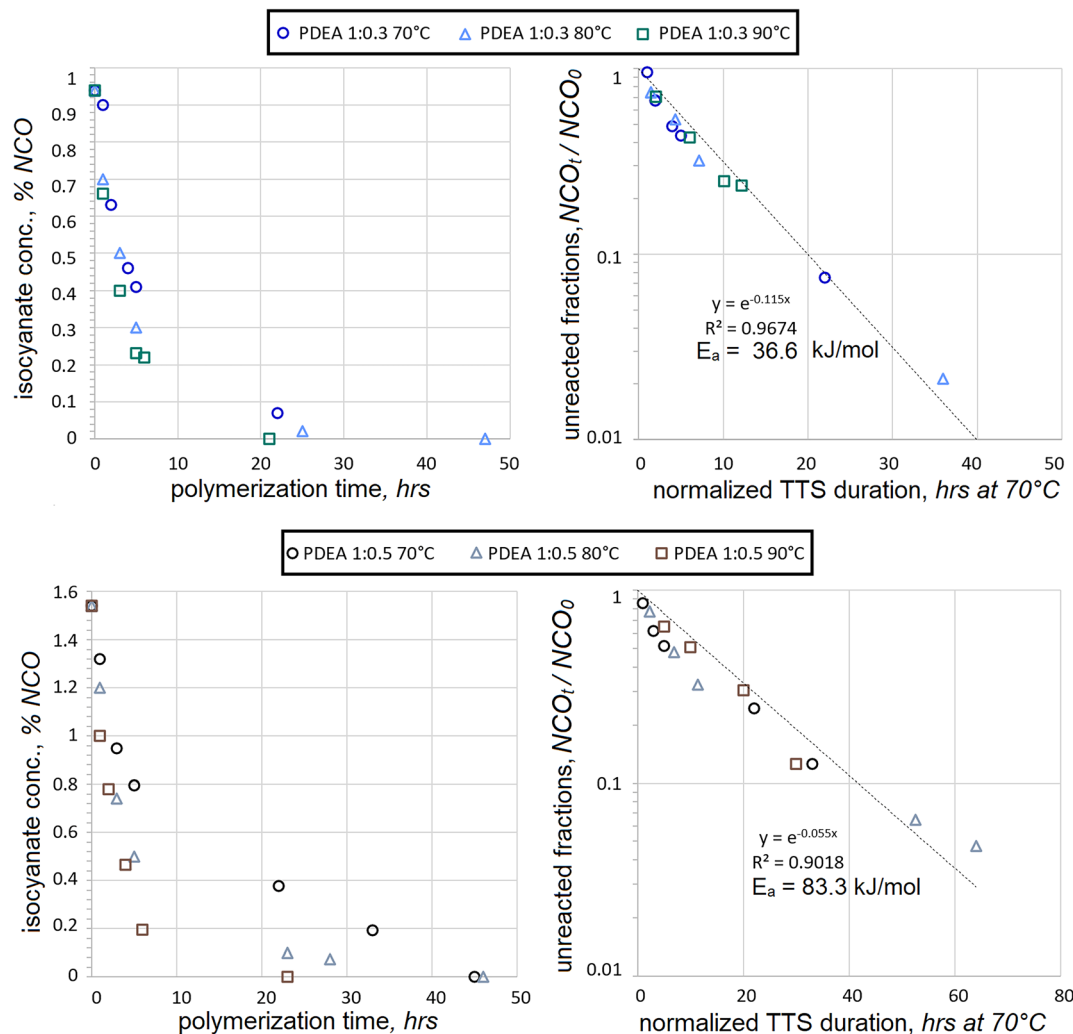 PDEA 1:0.3 70°C PDEA 1:0.3 80°C PDEA 1:0.3 90°C
isocyanate conc., % NCO
1
0.9
0.8
0.7
0.6
0.5
0.4
0.3
0.2
0.1
0
0 10 20 30 40 50
polymerization time, hrs
unreacted fractions, NCOt / NCO0
1
0.1
0.01
y = e^-0.115x
R² = 0.9674
Ea = 36.6 kJ/mol
0 10 20 30 40 50
normalized TTS duration, hrs at 70°C
PDEA 1:0.5 70°C PDEA 1:0.5 80°C PDEA 1:0.5 90°C
isocyanate conc., % NCO
1.6
1.4
1.2
1
0.8
0.6
0.4
0.2
0
0 10 20 30 40 50
polymerization time, hrs
unreacted fractions, NCOt / NCO0
1
0.1
0.01
y = e^-0.055x
R² = 0.9018
Ea = 83.3 kJ/mol
0 20 40 60 80
normalized TTS duration, hrs at 70°C